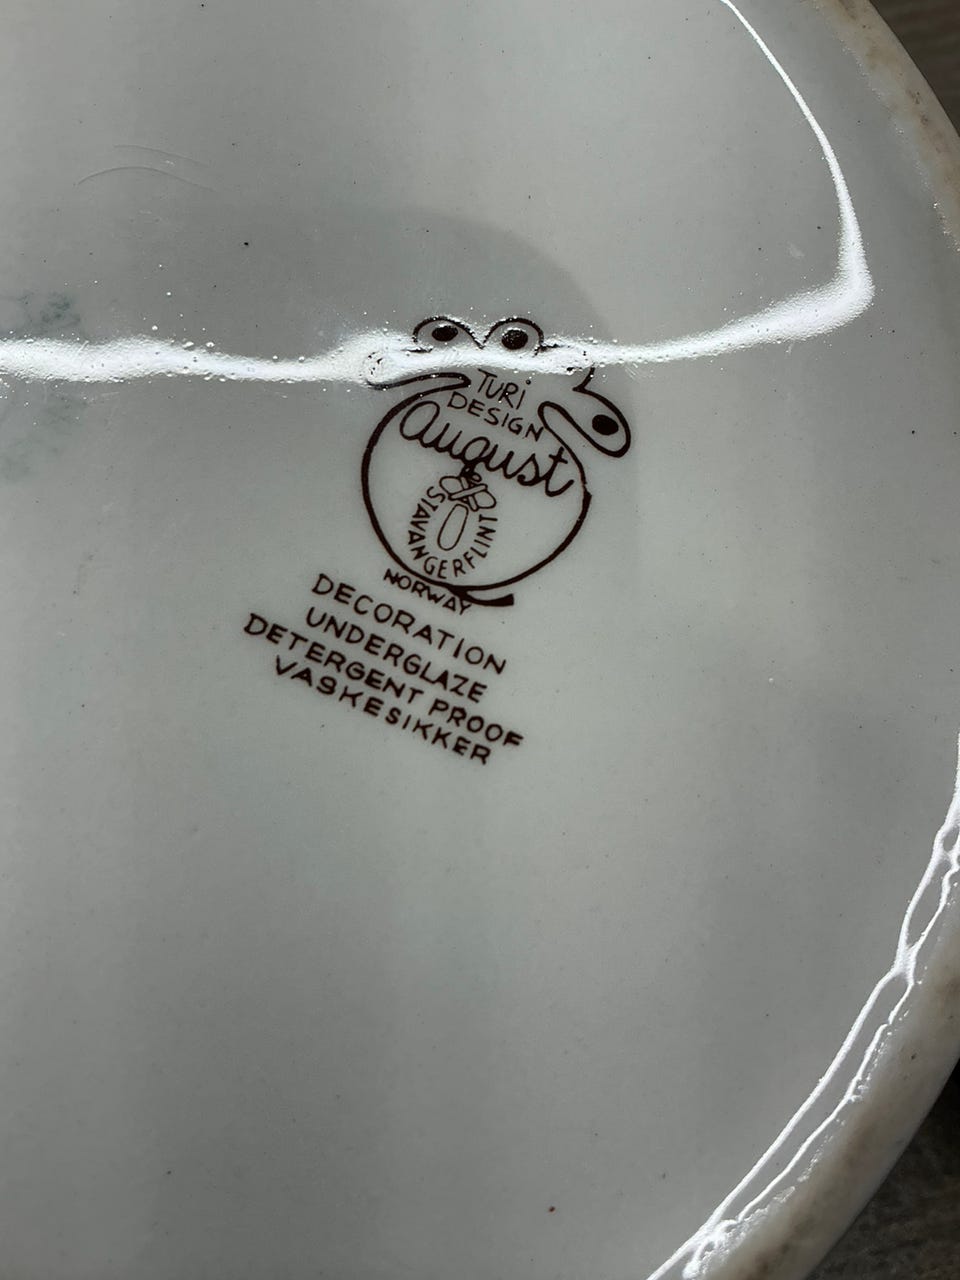 TURI
DESIGN
August
STAVANGERFLINT
NORWAY
DECORATION
UNDERGLAZE
DETERGENT PROOF
VASKESIKKER